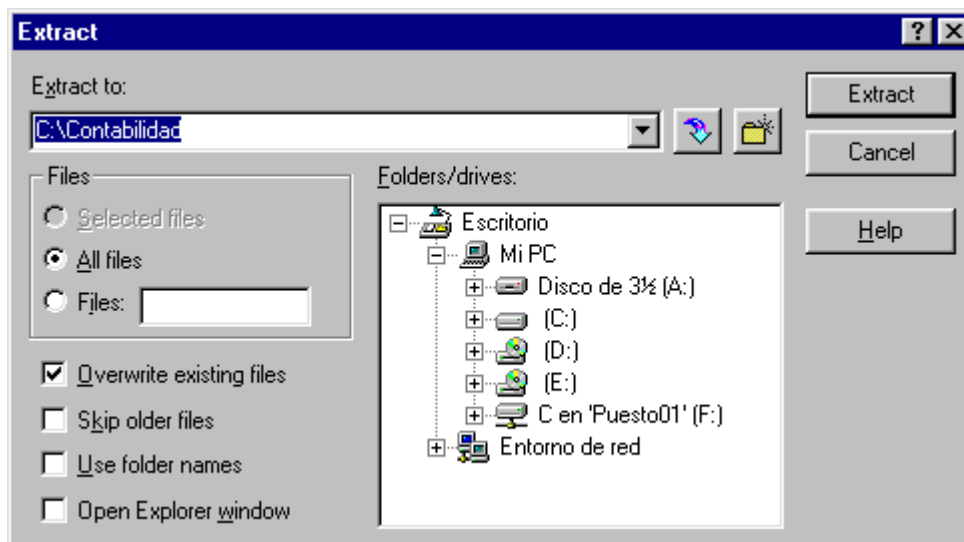 Extract
Extract to:
C:\Contabilidad
Extract
Cancel
Help
Files
Selected files
All files
Files:
Overwrite existing files
Skip older files
Use folder names
Open Explorer window
Folders/drives:
Escritorio
Mi PC
Disco de 3½ (A:)
(C:)
(D:)
(E:)
C en 'Puesto01' (F:)
Entorno de red